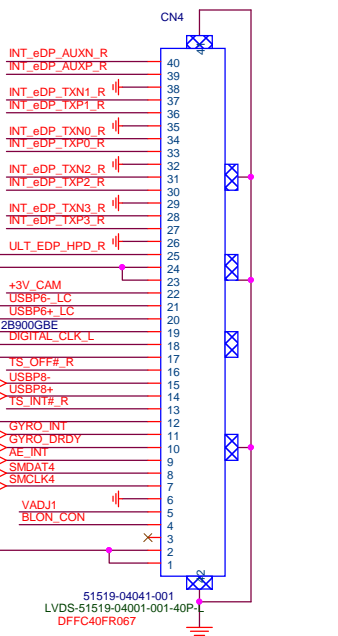 CN4
INT_eDP_AUXN_R
40
INT_eDP_AUXP_R
39
38
INT_eDP_TXN1_R
37
INT_eDP_TXP1_R
36
35
INT_eDP_TXN0_R
34
INT_eDP_TXP0_R
33
32
INT_eDP_TXN2_R
31
INT_eDP_TXP2_R
30
29
INT_eDP_TXN3_R
28
INT_eDP_TXP3_R
27
26
ULT_EDP_HPD_R
25
24
23
+3V_CAM
22
USBP6-_LC
21
USBP6+_LC
20
2B900GBE
19
DIGITAL_CLK_L
18
17
TS_OFF#_R
16
USBP8-
15
USBP8+
14
TS_INT#_R
13
12
GYRO_INT
11
GYRO_DRDY
10
AE_INT
9
SMDAT4
8
SMCLK4
7
6
VADJ1
5
BLON_CON
4
3
2
1
51519-04041-001
LVDS-51519-04001-001-40P-L
DFFC40FR067